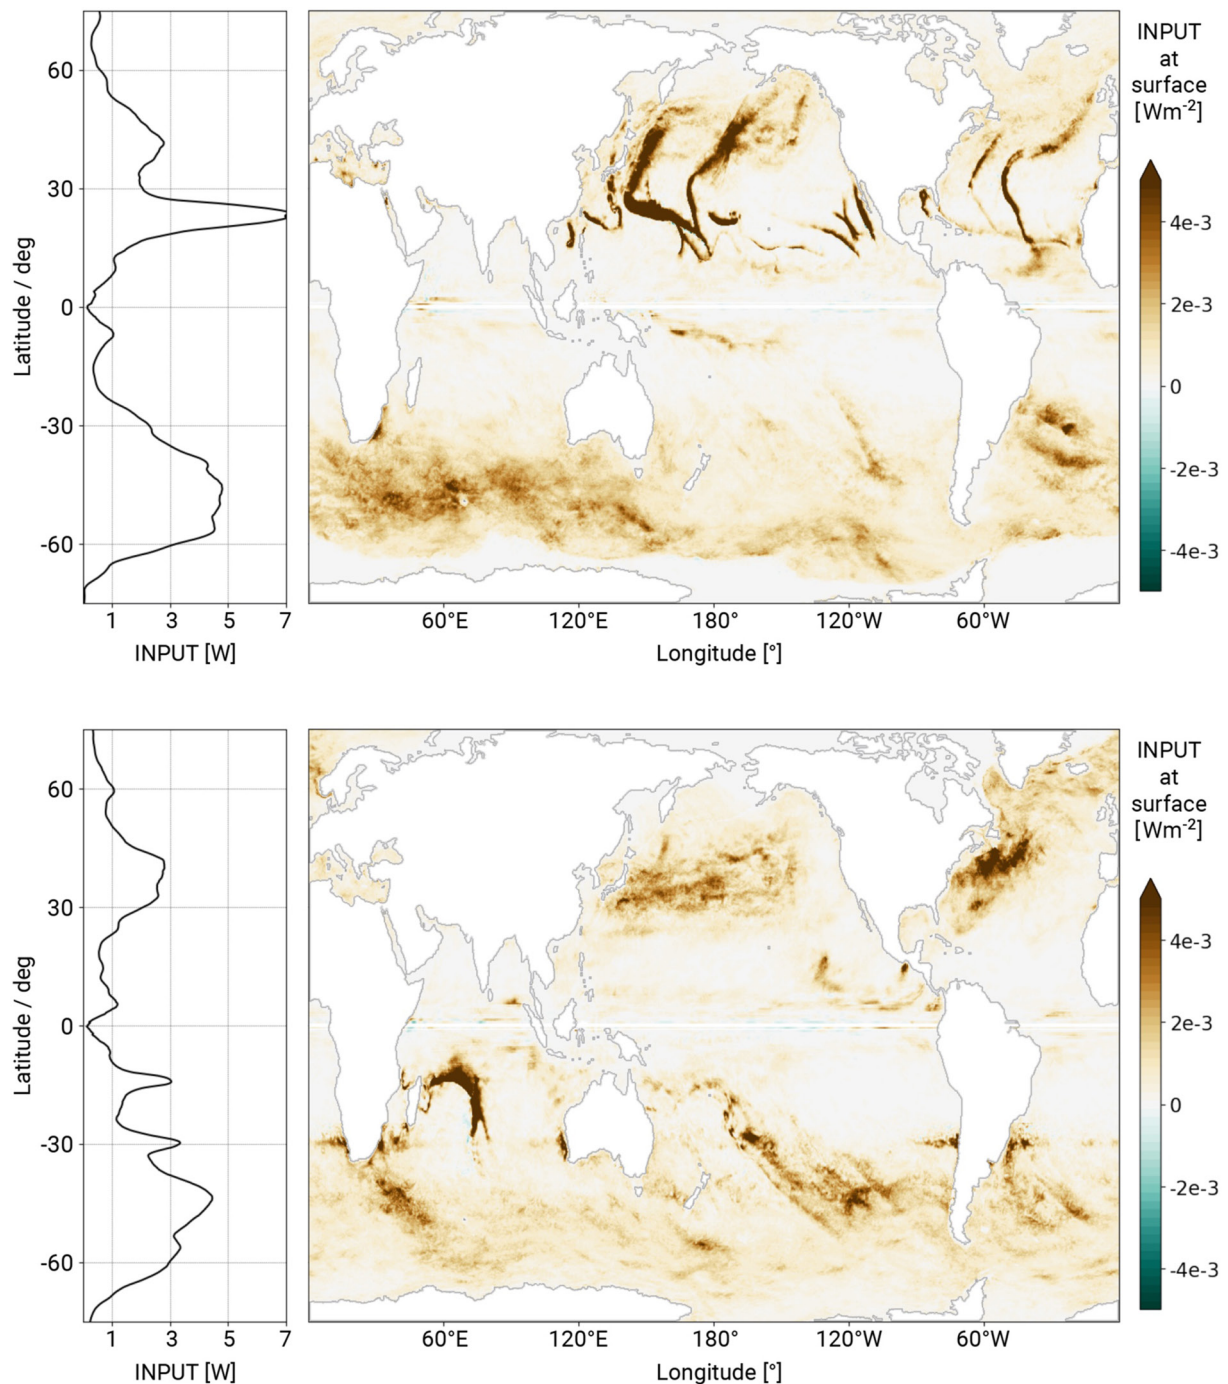 INPUT
at
surface
[Wm-2]
60
30
0
-30
-60
Latitude / deg
4e-3
2e-3
0
-2e-3
-4e-3
1 3 5 7
60°E 120°E 180° 120°W 60°W
INPUT [W]
Longitude [°]
INPUT
at
surface
[Wm-2]
60
30
0
-30
-60
Latitude / deg
4e-3
2e-3
0
-2e-3
-4e-3
1 3 5 7
60°E 120°E 180° 120°W 60°W
INPUT [W]
Longitude [°]